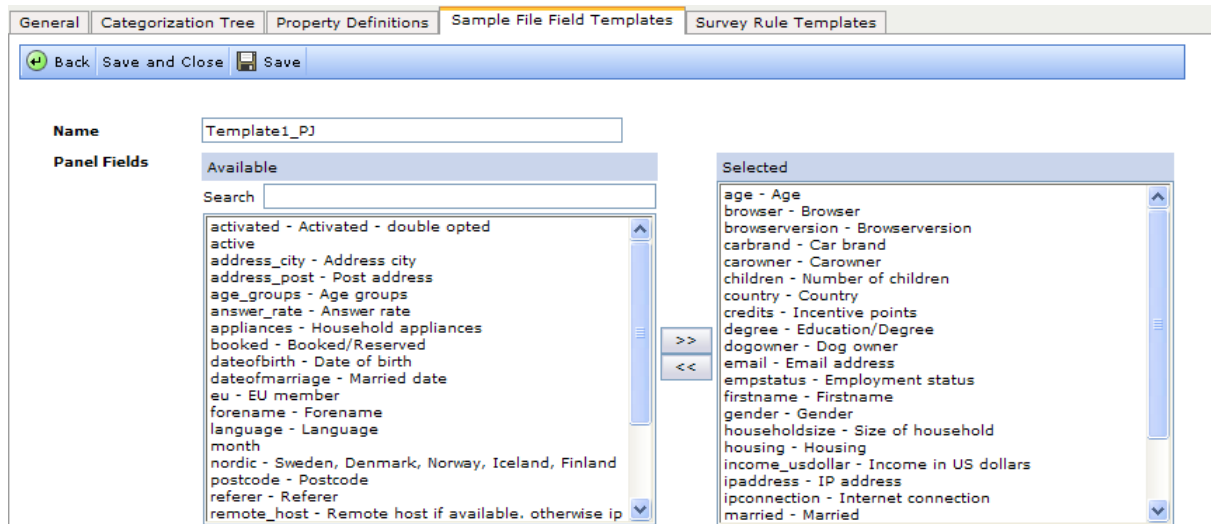 General Categorization Tree Property Definitions Sample File Field Templates Survey Rule Templates
Back Save and Close Save
Name Template1_PJ
Panel Fields Available Selected
Search
activated - Activated - double opted
active
address_city - Address city
address_post - Post address
age_groups - Age groups
answer_rate - Answer rate
appliances - Household appliances
booked - Booked/Reserved
dateofbirth - Date of birth
dateofmarriage - Married date
eu - EU member
forename - Forename
language - Language
month
nordic - Sweden, Denmark, Norway, Iceland, Finland
postcode - Postcode
referer - Referer
remote_host - Remote host if available. otherwise ip
>>
<<
age - Age
browser - Browser
browserversion - Browserversion
carbrand - Car brand
carowner - Carowner
children - Number of children
country - Country
credits - Incentive points
degree - Education/Degree
dogowner - Dog owner
email - Email address
empstatus - Employment status
firstname - Firstname
gender - Gender
householdsize - Size of household
housing - Housing
income_usdollar - Income in US dollars
ipaddress - IP address
ipconnection - Internet connection
married - Married